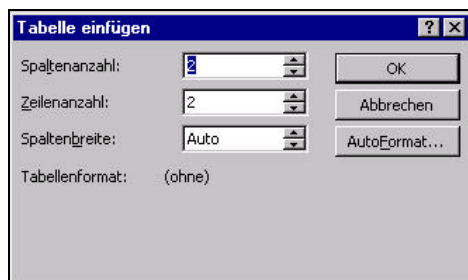 Tabelle einfügen
Spaltenanzahl: 2 OK
Zeilenanzahl: 2 Abbrechen
Spaltenbreite: Auto AutoFormat...
Tabellenformat: (ohne)